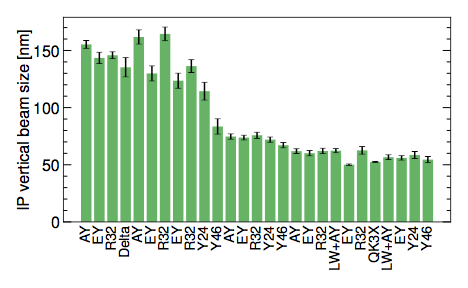 IP vertical beam size [nm]
150
100
50
0
AY
EY
R32
Delta
AY
EY
R32
EY
R32
Y24
Y46
AY
EY
R32
Y24
Y46
AY
EY
R32
LW+AY
EY
R32
QK3X
LW+AY
EY
Y24
Y46